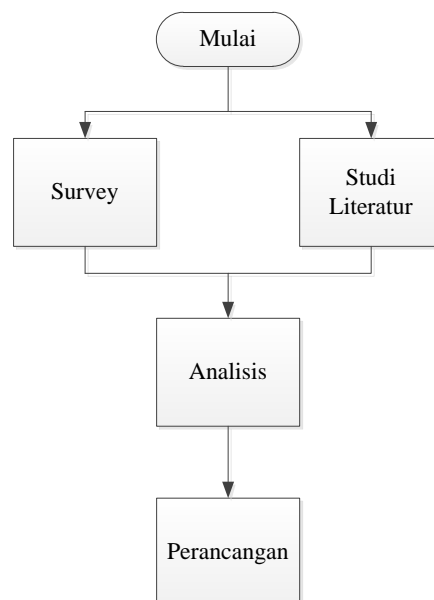 Mulai
Survey
Studi
Literatur
Analisis
Perancangan